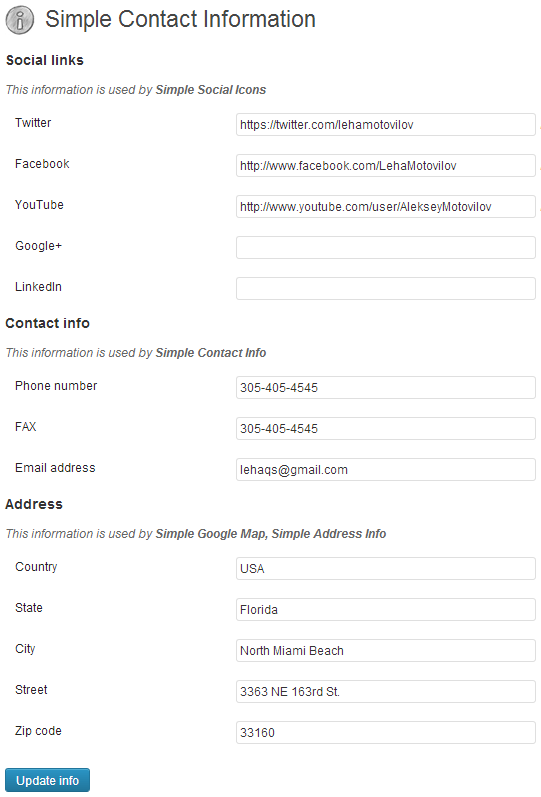 Simple Contact Information
Social links
This information is used by Simple Social Icons
Twitter https://twitter.com/lehamotovilov
Facebook http://www.facebook.com/LehaMotovilov
YouTube http://www.youtube.com/user/AlekseyMotovilov
Google+
LinkedIn
Contact info
This information is used by Simple Contact Info
Phone number 305-405-4545
FAX 305-405-4545
Email address lehaqs@gmail.com
Address
This information is used by Simple Google Map, Simple Address Info
Country USA
State Florida
City North Miami Beach
Street 3363 NE 163rd St.
Zip code 33160
Update info